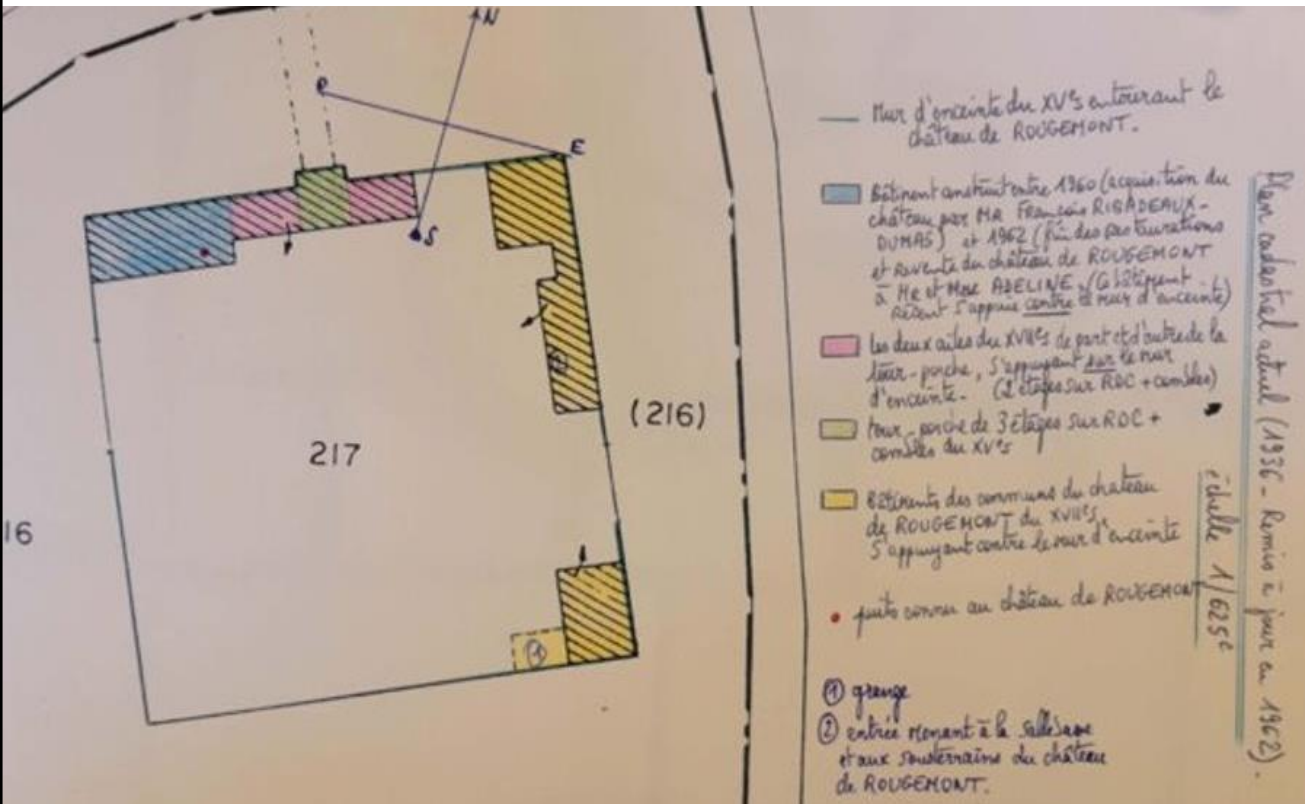 N
P
E
S
217
(216)
16
②
①
Mur d'enceinte du XVes entourant le
château de ROUGEMONT.
Bâtiment construit entre 1960 (acquisition du
château par Mr François RIBADEAUX-
DUMAS) et 1962 (fin des restaurations
et revente du château de ROUGEMONT
à Mr et Mme ADELINE. (Ce bâtiment
récent s'appuie contre le mur d'enceinte)
les deux ailes du XVIIes de part et d'autre de la
tour-porche, s'appuyant sur le mur
d'enceinte. (2 étages sur RDC + combles)
tour-porche de 3 étages sur RDC +
combles du XVes
Bâtiments des communs du chateau
de ROUGEMONT du XVIIes
s'appuyant contre le mur d'enceinte
puits connu au château de ROUGEMONT
① grange
② entrée menant à la salle
et aux souterrains du château
de ROUGEMONT.
Plan cadastral actuel (1936 - Remis à jour en 1962).
échelle 1/625e